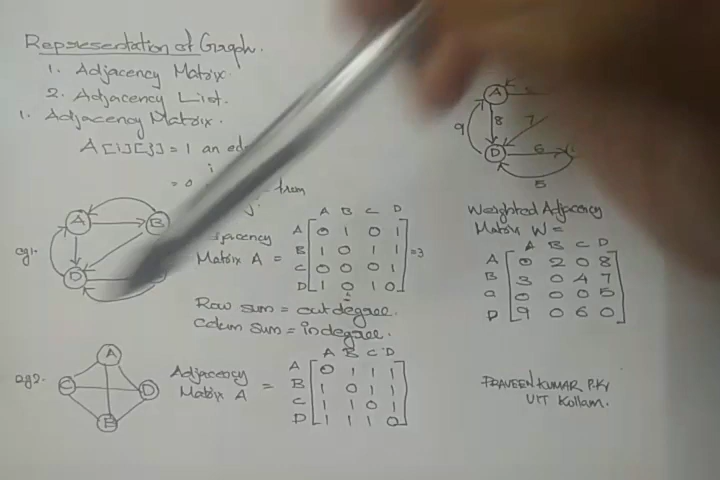 Representation of Graph.
1. Adjacency Matrix.
2. Adjacency List.
1. Adjacency Matrix.
A[i][j] = 1 an
i
= 0
j. from
eg1.
A B
D
Matrix A =
A B C D
A 0 1 0 1
B 1 0 1 1 =3
C 0 0 0 1
D 1 0 1 0
Row sum = outdegree.
Colum sum = indegree.
eg2.
A
C D
B
Adjacency
Matrix A =
A B C D
A 0 1 1 1
B 1 0 1 1
C 1 1 0 1
D 1 1 1 0
A
9 8 7
D 6
5
Weighted Adjacency
Matrix W =
A B C D
A 0 2 0 8
B 3 0 4 7
0 0 0 5
D 9 0 6 0
PRAVEEN KUMAR P.K,
UIT Kollam.